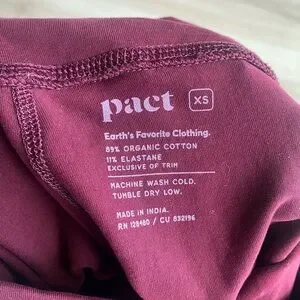 pact XS
Earth's Favorite Clothing.
89% ORGANIC COTTON
11% ELASTANE
EXCLUSIVE OF TRIM
MACHINE WASH COLD.
TUMBLE DRY LOW.
MADE IN INDIA.
RN 128480 / CU 832196